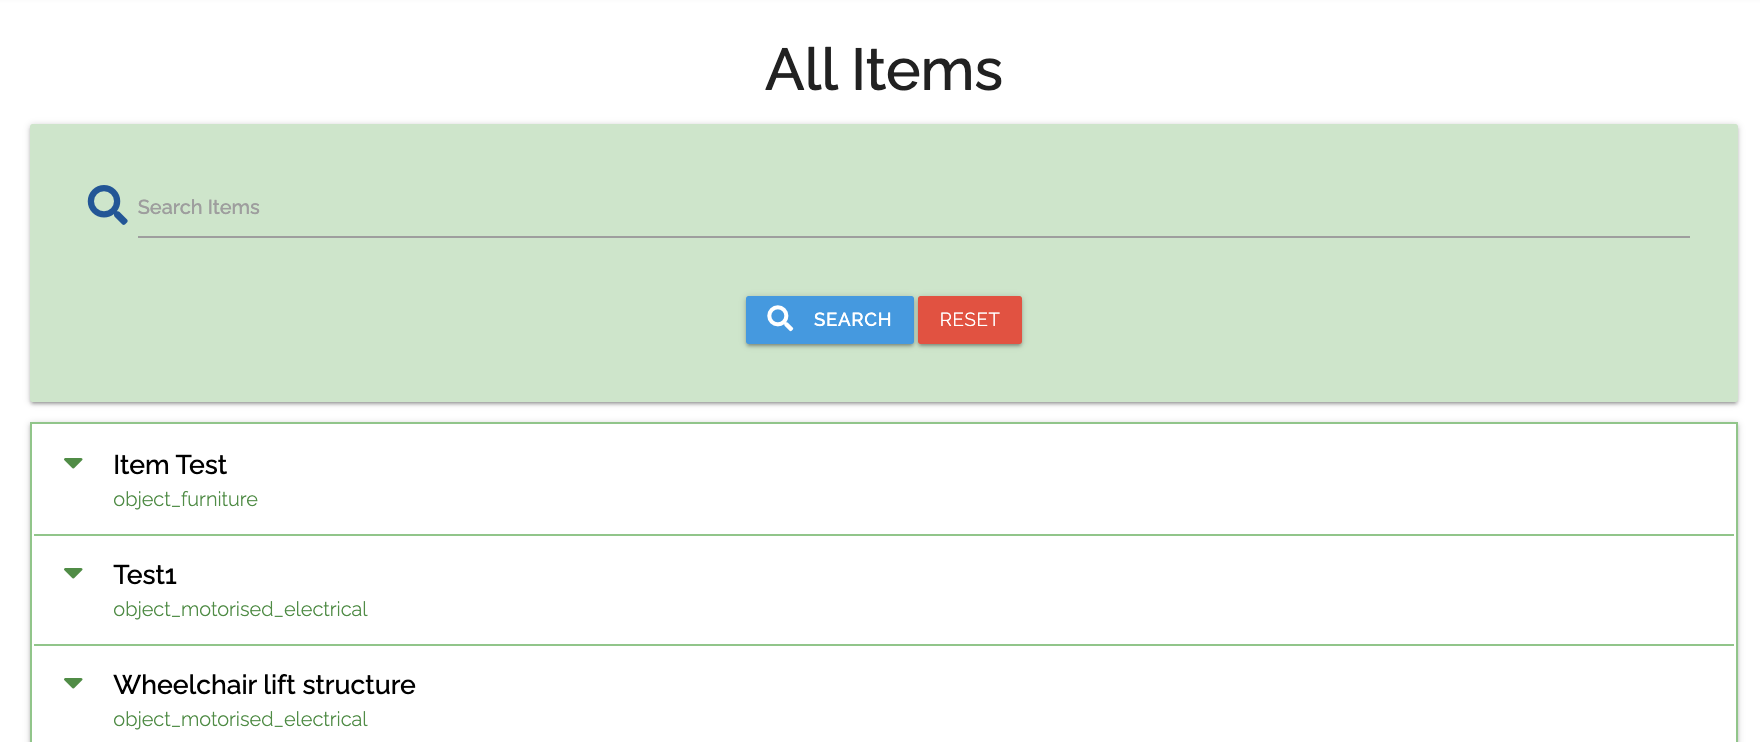 All Items
Search Items
SEARCH RESET
Item Test
object_furniture
Test1
object_motorised_electrical
Wheelchair lift structure
object_motorised_electrical